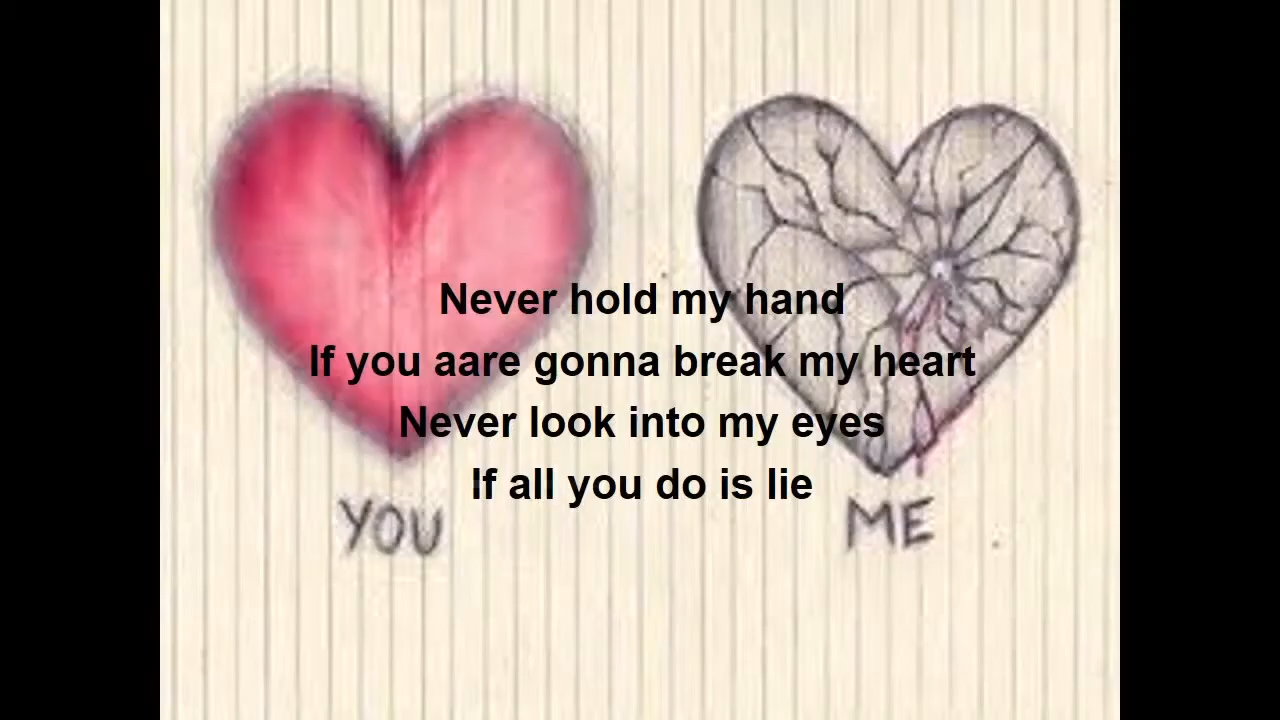 Never hold my hand
If you aare gonna break my heart
Never look into my eyes
If all you do is lie
YOU
ME